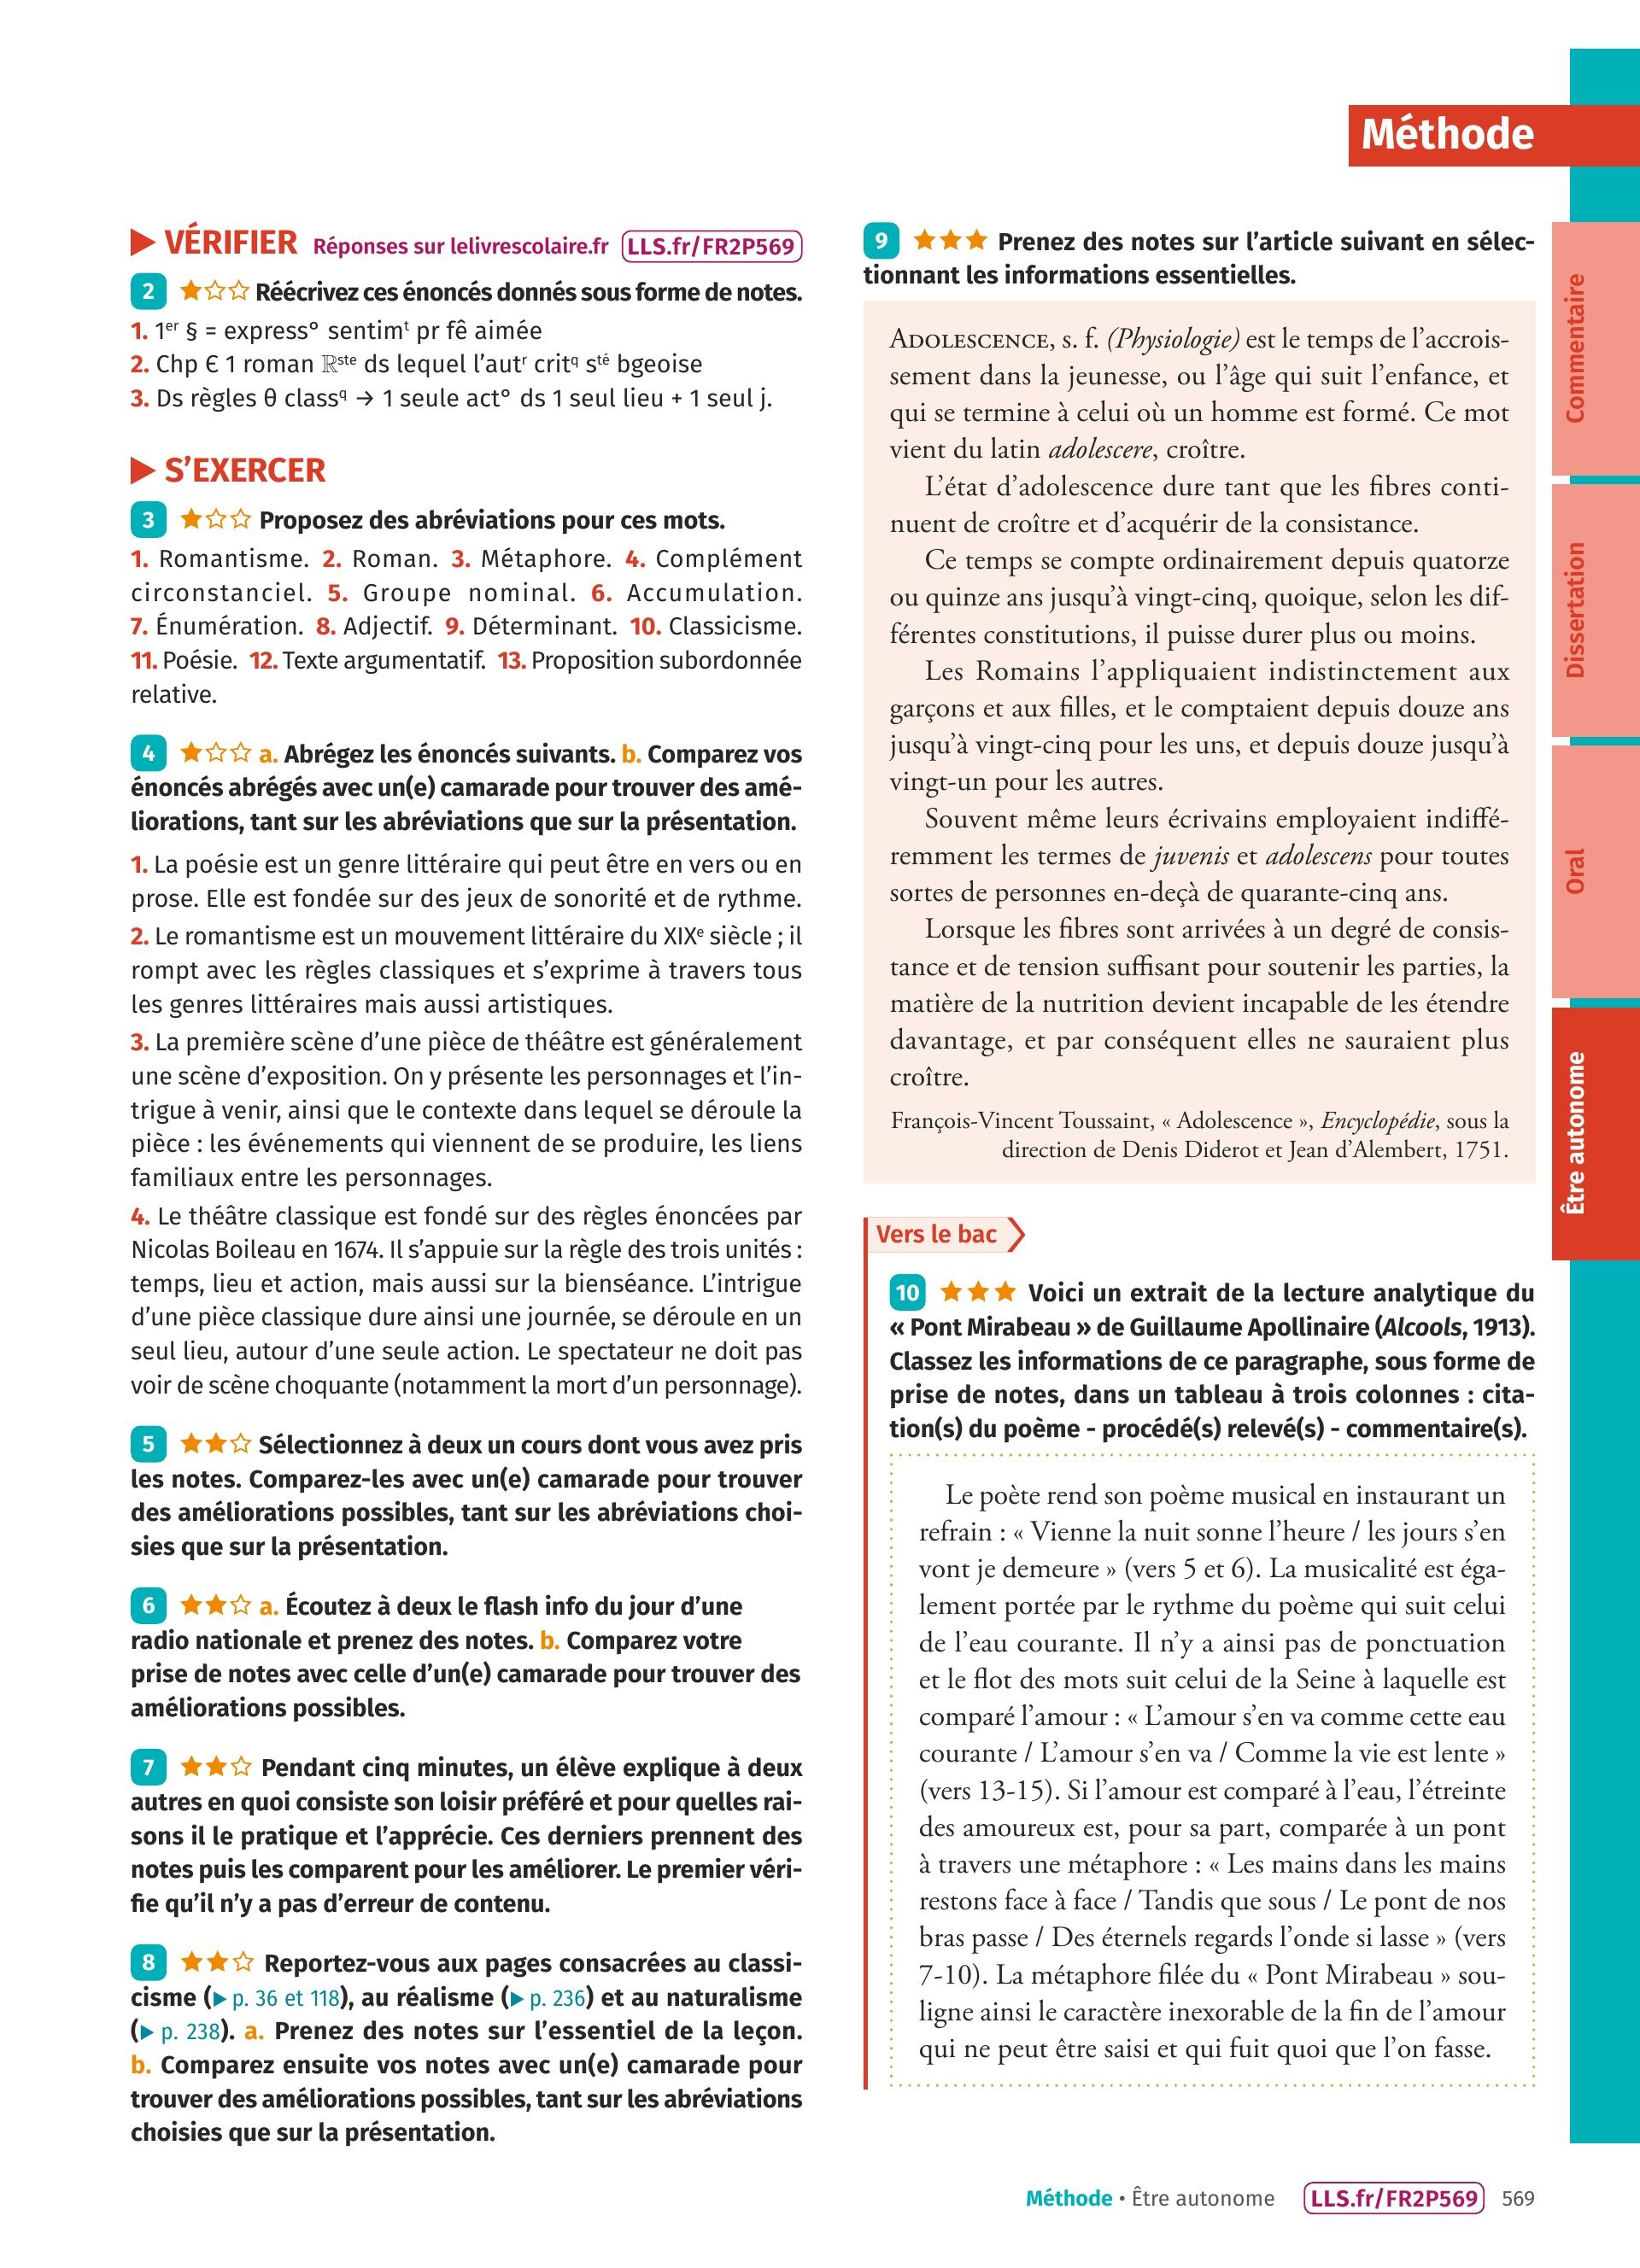 Méthode
▶ VÉRIFIER Réponses sur lelivrescolaire.fr LLS.fr/FR2P569
2 ★☆☆ Réécrivez ces énoncés donnés sous forme de notes.
1. 1er § = express° sentimt pr fê aimée
2. Chp Є 1 roman ℝste ds lequel l’autr critq sté bgeoise
3. Ds règles θ classq → 1 seule act° ds 1 seul lieu + 1 seul j.
▶ S’EXERCER
3 ★☆☆ Proposez des abréviations pour ces mots.
1. Romantisme. 2. Roman. 3. Métaphore. 4. Complément
circonstanciel. 5. Groupe nominal. 6. Accumulation.
7. Énumération. 8. Adjectif. 9. Déterminant. 10. Classicisme.
11. Poésie. 12. Texte argumentatif. 13. Proposition subordonnée
relative.
4 ★☆☆ a. Abrégez les énoncés suivants. b. Comparez vos
énoncés abrégés avec un(e) camarade pour trouver des amé-
liorations, tant sur les abréviations que sur la présentation.
1. La poésie est un genre littéraire qui peut être en vers ou en
prose. Elle est fondée sur des jeux de sonorité et de rythme.
2. Le romantisme est un mouvement littéraire du XIXe siècle ; il
rompt avec les règles classiques et s’exprime à travers tous
les genres littéraires mais aussi artistiques.
3. La première scène d’une pièce de théâtre est généralement
une scène d’exposition. On y présente les personnages et l’in-
trigue à venir, ainsi que le contexte dans lequel se déroule la
pièce : les événements qui viennent de se produire, les liens
familiaux entre les personnages.
4. Le théâtre classique est fondé sur des règles énoncées par
Nicolas Boileau en 1674. Il s’appuie sur la règle des trois unités :
temps, lieu et action, mais aussi sur la bienséance. L’intrigue
d’une pièce classique dure ainsi une journée, se déroule en un
seul lieu, autour d’une seule action. Le spectateur ne doit pas
voir de scène choquante (notamment la mort d’un personnage).
5 ★★☆ Sélectionnez à deux un cours dont vous avez pris
les notes. Comparez-les avec un(e) camarade pour trouver
des améliorations possibles, tant sur les abréviations choi-
sies que sur la présentation.
6 ★★☆ a. Écoutez à deux le flash info du jour d’une
radio nationale et prenez des notes. b. Comparez votre
prise de notes avec celle d’un(e) camarade pour trouver des
améliorations possibles.
7 ★★☆ Pendant cinq minutes, un élève explique à deux
autres en quoi consiste son loisir préféré et pour quelles rai-
sons il le pratique et l’apprécie. Ces derniers prennent des
notes puis les comparent pour les améliorer. Le premier véri-
fie qu’il n’y a pas d’erreur de contenu.
8 ★★☆ Reportez-vous aux pages consacrées au classi-
cisme (▶ p. 36 et 118), au réalisme (▶ p. 236) et au naturalisme
(▶ p. 238). a. Prenez des notes sur l’essentiel de la leçon.
b. Comparez ensuite vos notes avec un(e) camarade pour
trouver des améliorations possibles, tant sur les abréviations
choisies que sur la présentation.
9 ★★★ Prenez des notes sur l’article suivant en sélec-
tionnant les informations essentielles.
ADOLESCENCE, s. f. (Physiologie) est le temps de l’accrois-
sement dans la jeunesse, ou l’âge qui suit l’enfance, et
qui se termine à celui où un homme est formé. Ce mot
vient du latin adolescere, croître.
L’état d’adolescence dure tant que les fibres conti-
nuent de croître et d’acquérir de la consistance.
Ce temps se compte ordinairement depuis quatorze
ou quinze ans jusqu’à vingt-cinq, quoique, selon les dif-
férentes constitutions, il puisse durer plus ou moins.
Les Romains l’appliquaient indistinctement aux
garçons et aux filles, et le comptaient depuis douze ans
jusqu’à vingt-cinq pour les uns, et depuis douze jusqu’à
vingt-un pour les autres.
Souvent même leurs écrivains employaient indiffé-
remment les termes de juvenis et adolescens pour toutes
sortes de personnes en-deçà de quarante-cinq ans.
Lorsque les fibres sont arrivées à un degré de consis-
tance et de tension suffisant pour soutenir les parties, la
matière de la nutrition devient incapable de les étendre
davantage, et par conséquent elles ne sauraient plus
croître.
François-Vincent Toussaint, « Adolescence », Encyclopédie, sous la
direction de Denis Diderot et Jean d’Alembert, 1751.
Vers le bac
10 ★★★ Voici un extrait de la lecture analytique du
« Pont Mirabeau » de Guillaume Apollinaire (Alcools, 1913).
Classez les informations de ce paragraphe, sous forme de
prise de notes, dans un tableau à trois colonnes : cita-
tion(s) du poème - procédé(s) relevé(s) - commentaire(s).
Le poète rend son poème musical en instaurant un
refrain : « Vienne la nuit sonne l’heure / les jours s’en
vont je demeure » (vers 5 et 6). La musicalité est éga-
lement portée par le rythme du poème qui suit celui
de l’eau courante. Il n’y a ainsi pas de ponctuation
et le flot des mots suit celui de la Seine à laquelle est
comparé l’amour : « L’amour s’en va comme cette eau
courante / L’amour s’en va / Comme la vie est lente »
(vers 13-15). Si l’amour est comparé à l’eau, l’étreinte
des amoureux est, pour sa part, comparée à un pont
à travers une métaphore : « Les mains dans les mains
restons face à face / Tandis que sous / Le pont de nos
bras passe / Des éternels regards l’onde si lasse » (vers
7-10). La métaphore filée du « Pont Mirabeau » sou-
ligne ainsi le caractère inexorable de la fin de l’amour
qui ne peut être saisi et qui fuit quoi que l’on fasse.
Commentaire
Dissertation
Oral
Être autonome
Méthode • Être autonome LLS.fr/FR2P569 569